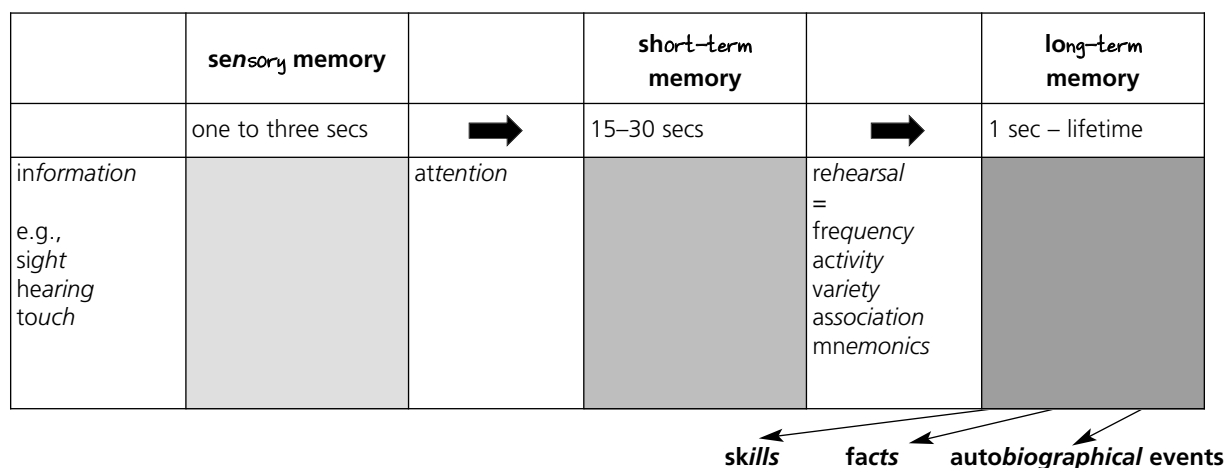 sensory memory
short-term
memory
long-term
memory
one to three secs
15–30 secs
1 sec – lifetime
information
e.g.,
sight
hearing
touch
attention
rehearsal
=
frequency
activity
variety
association
mnemonics
skills
facts
autobiographical events